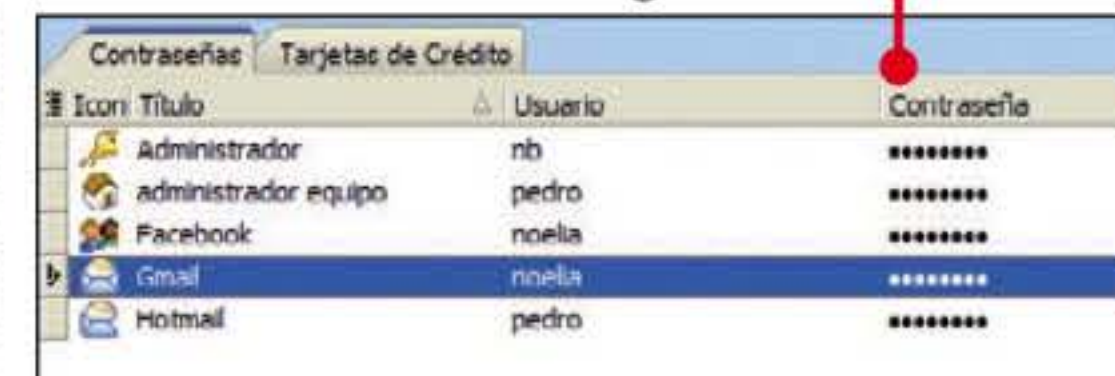 Contraseñas Tarjetas de Crédito
Icon Título Usuario Contraseña
Administrador nb ••••••••
administrador equipo pedro ••••••••
Facebook noelia ••••••••
Gmail noelia ••••••••
Hotmail pedro ••••••••